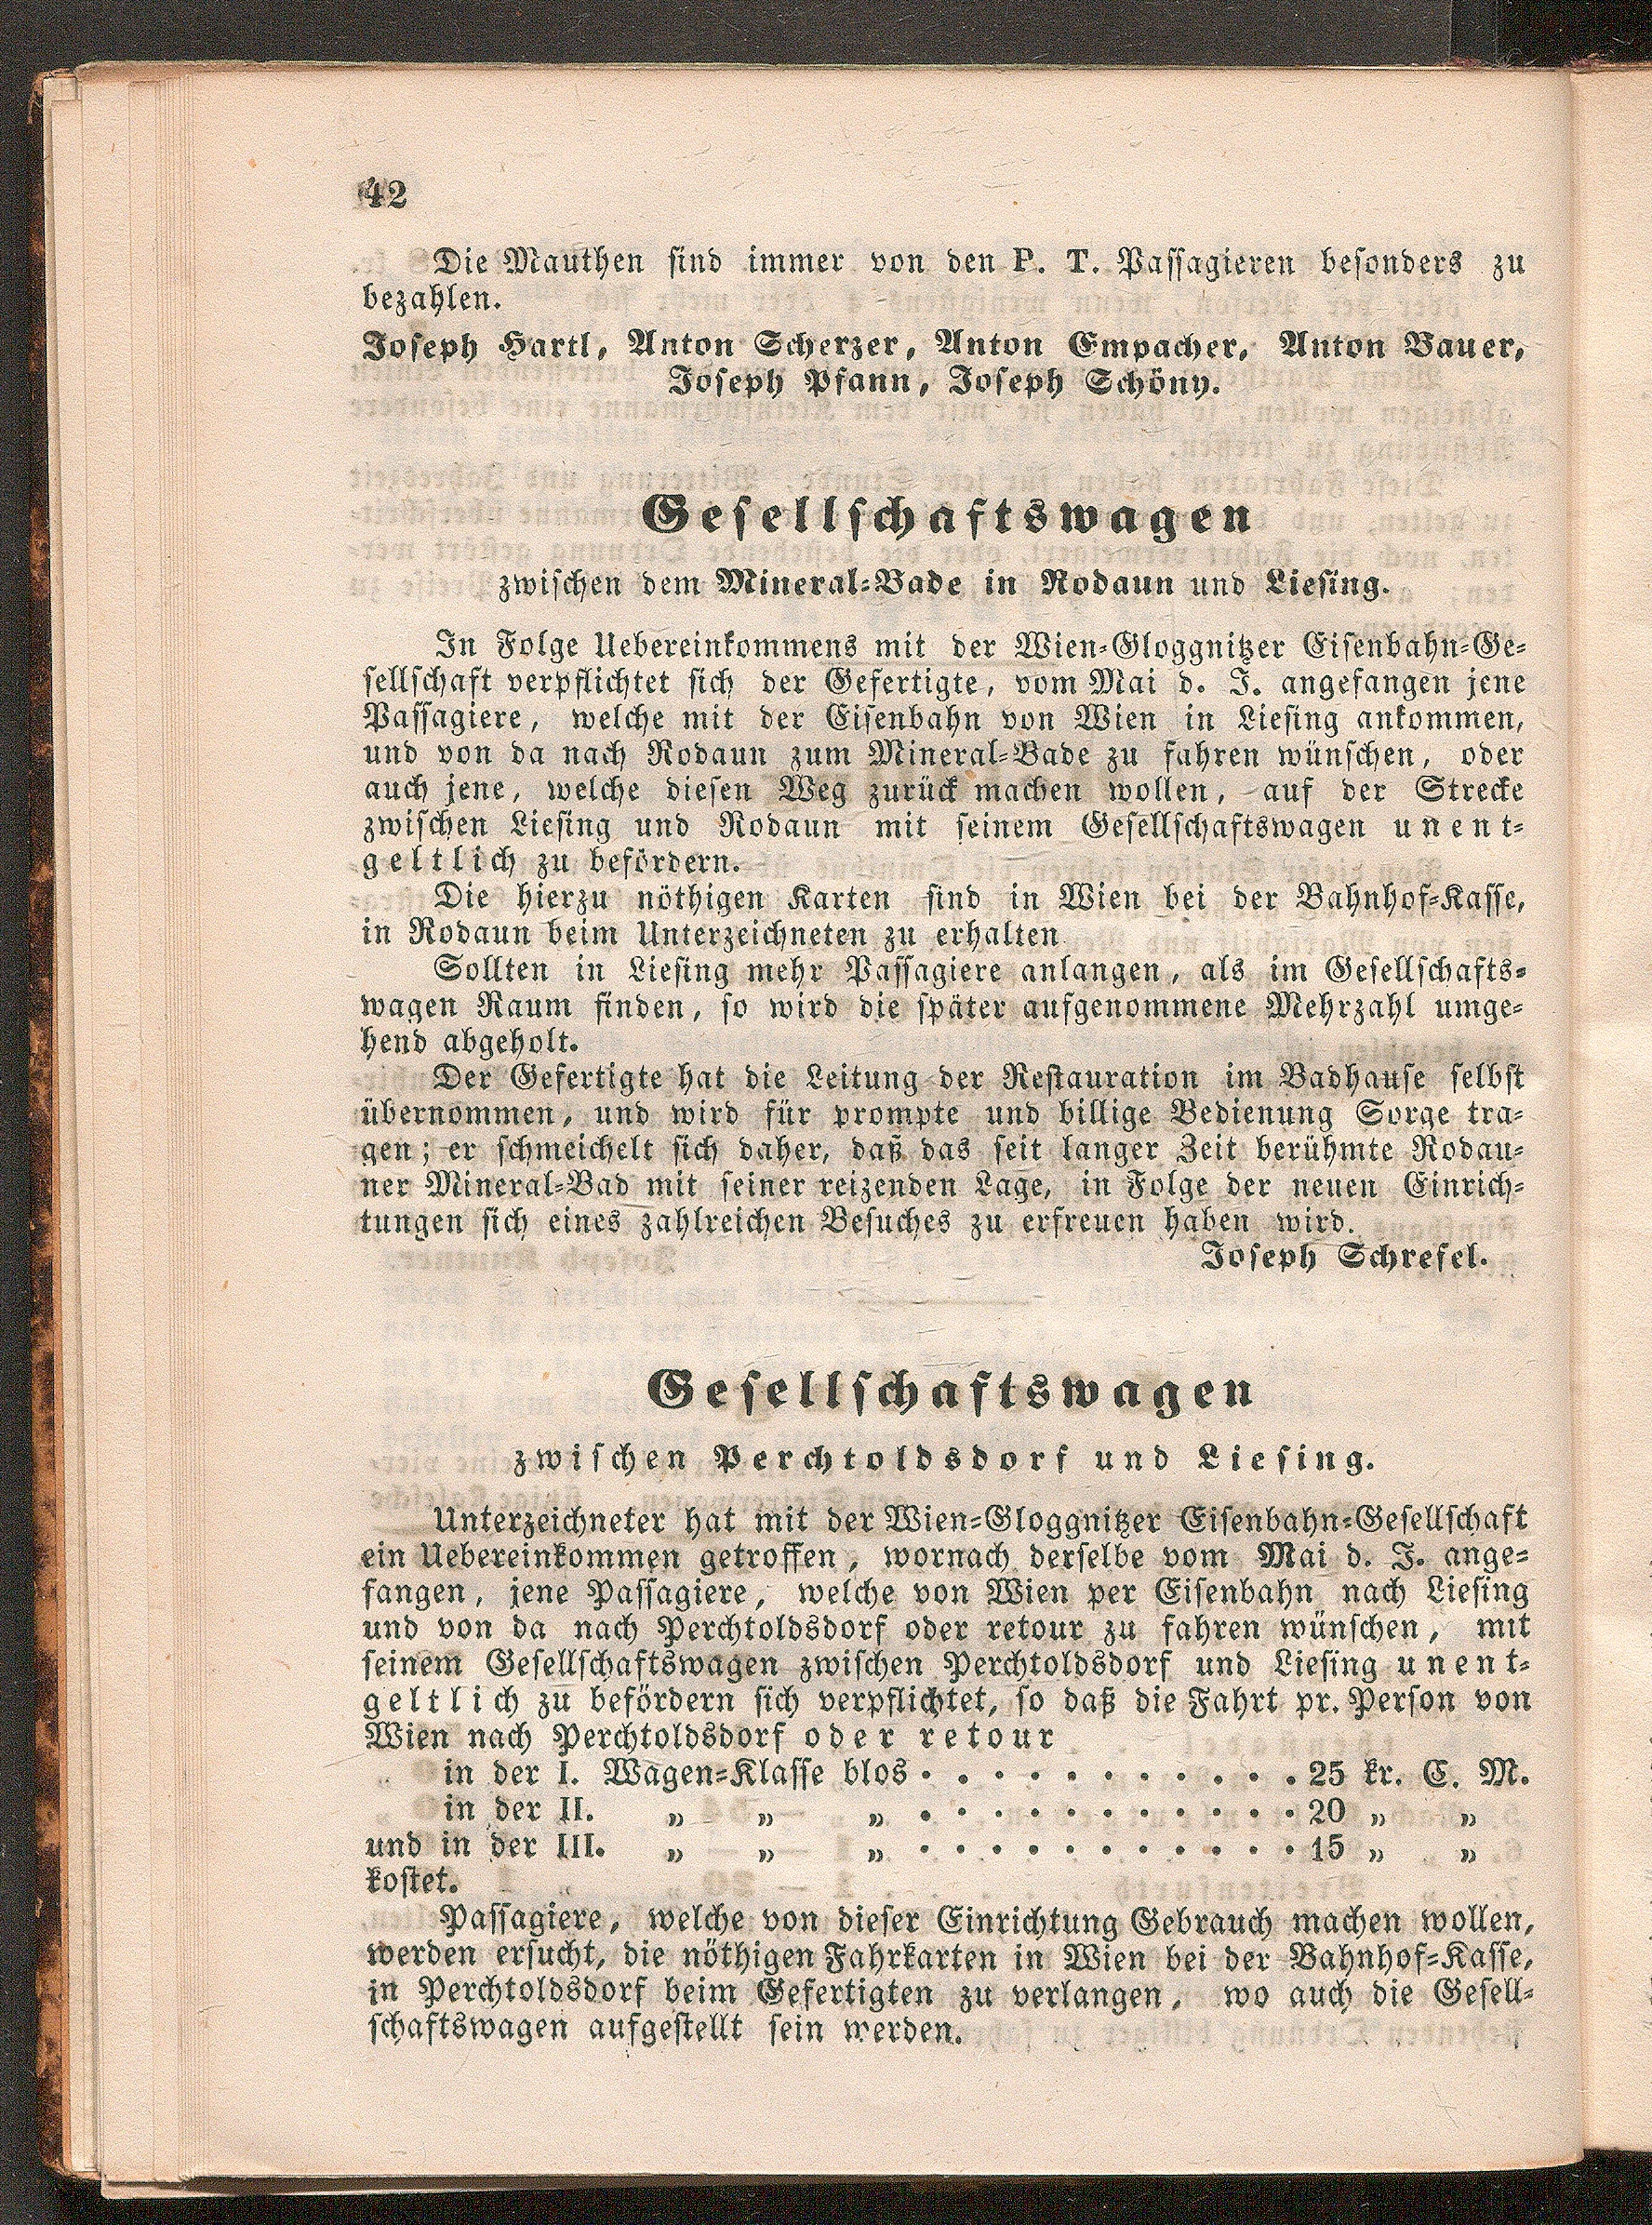 42
Die Mauthen sind immer von den P. T. Passagieren besonders zu
bezahlen.
Joseph Hartl, Anton Scherzer, Anton Empacher, Anton Bauer,
Joseph Pfann, Joseph Schöny.
Gesellschaftswagen
zwischen dem Mineral-Bade in Rodaun und Liesing.
In Folge Uebereinkommens mit der Wien-Gloggnitzer Eisenbahn-Ge-
sellschaft verpflichtet sich der Gefertigte, vom Mai d. J. angefangen jene
Passagiere, welche mit der Eisenbahn von Wien in Liesing ankommen,
und von da nach Rodaun zum Mineral-Bade zu fahren wünschen, oder
auch jene, welche diesen Weg zurück machen wollen, auf der Strecke
zwischen Liesing und Rodaun mit seinem Gesellschaftswagen unent-
geltlich zu befördern.
Die hierzu nöthigen Karten sind in Wien bei der Bahnhof-Kasse,
in Rodaun beim Unterzeichneten zu erhalten
Sollten in Liesing mehr Passagiere anlangen, als im Gesellschafts-
wagen Raum finden, so wird die später aufgenommene Mehrzahl umge-
hend abgeholt.
Der Gefertigte hat die Leitung der Restauration im Badhause selbst
übernommen, und wird für prompte und billige Bedienung Sorge tra-
gen; er schmeichelt sich daher, daß das seit langer Zeit berühmte Rodau-
ner Mineral-Bad mit seiner reizenden Lage, in Folge der neuen Einrich-
tungen sich eines zahlreichen Besuches zu erfreuen haben wird.
Joseph Schrefel.
Gesellschaftswagen
zwischen Perchtoldsdorf und Liesing.
Unterzeichneter hat mit der Wien-Gloggnitzer Eisenbahn-Gesellschaft
ein Uebereinkommen getroffen, wornach derselbe vom Mai d. J. ange-
fangen, jene Passagiere, welche von Wien per Eisenbahn nach Liesing
und von da nach Perchtoldsdorf oder retour zu fahren wünschen, mit
seinem Gesellschaftswagen zwischen Perchtoldsdorf und Liesing unent-
geltlich zu befördern sich verpflichtet, so daß die Fahrt pr. Person von
Wien nach Perchtoldsdorf oder retour
in der I. Wagen-Klasse blos . . . . . . . . . . . 25 kr. C. M.
in der II. „ „ „ . . . . . . . . . . . 20 „ „
und in der III. „ „ „ . . . . . . . . . . . 15 „ „
kostet.
Passagiere, welche von dieser Einrichtung Gebrauch machen wollen,
werden ersucht, die nöthigen Fahrkarten in Wien bei der Bahnhof-Kasse,
in Perchtoldsdorf beim Gefertigten zu verlangen, wo auch die Gesell-
schaftswagen aufgestellt sein werden.